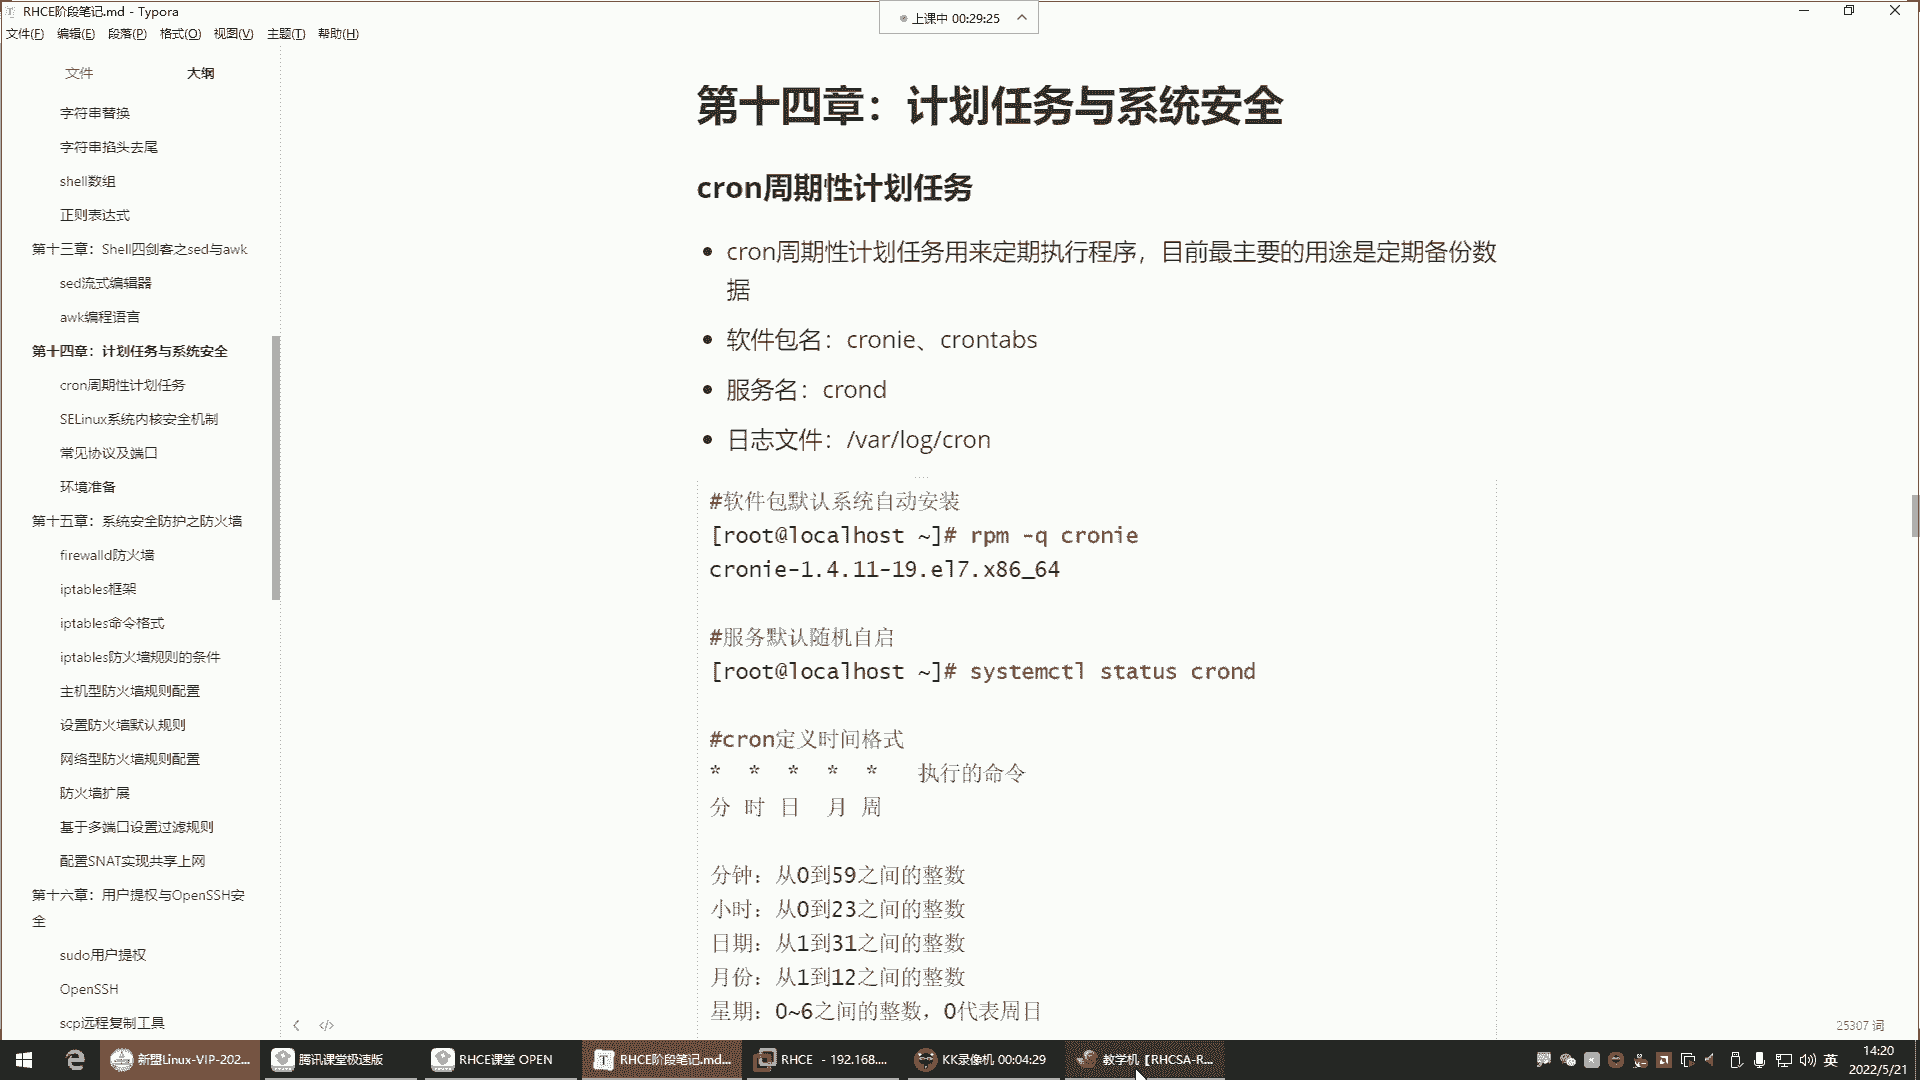 RHCE阶段笔记.md - Typora
上课中 00:29:25
文件(F) 编辑(E) 段落(P) 格式(O) 视图(V) 主题(T) 帮助(H)
文件 大纲
字符串替换
字符串掐头去尾
shell数组
正则表达式
第十三章：Shell四剑客之sed与awk
sed流式编辑器
awk编程语言
第十四章：计划任务与系统安全
cron周期性计划任务
SELinux系统内核安全机制
常见协议及端口
环境准备
第十五章：系统安全防护之防火墙
firewalld防火墙
iptables框架
iptables命令格式
iptables防火墙规则的条件
主机型防火墙规则配置
设置防火墙默认规则
网络型防火墙规则配置
防火墙扩展
基于多端口设置过滤规则
配置SNAT实现共享上网
第十六章：用户提权与OpenSSH安
全
sudo用户提权
OpenSSH
scp远程复制工具
第十四章：计划任务与系统安全
cron周期性计划任务
cron周期性计划任务用来定期执行程序，目前最主要的用途是定期备份数
据
软件包名：cronie、crontabs
服务名：crond
日志文件：/var/log/cron
#软件包默认系统自动安装
[root@localhost ~]# rpm -q cronie
cronie-1.4.11-19.el7.x86_64
#服务默认随机自启
[root@localhost ~]# systemctl status crond
#cron定义时间格式
* * * * * 执行的命令
分 时 日 月 周
分钟：从0到59之间的整数
小时：从0到23之间的整数
日期：从1到31之间的整数
月份：从1到12之间的整数
星期：0~6之间的整数，0代表周日
25307 词
新盟Linux-VIP-202... 腾讯课堂极速版 RHCE课堂 OPEN RHCE阶段笔记.md... RHCE - 192.168.... KK录像机 00:04:29 教学机 [RHCSA-R... 英 14:20
2022/5/21